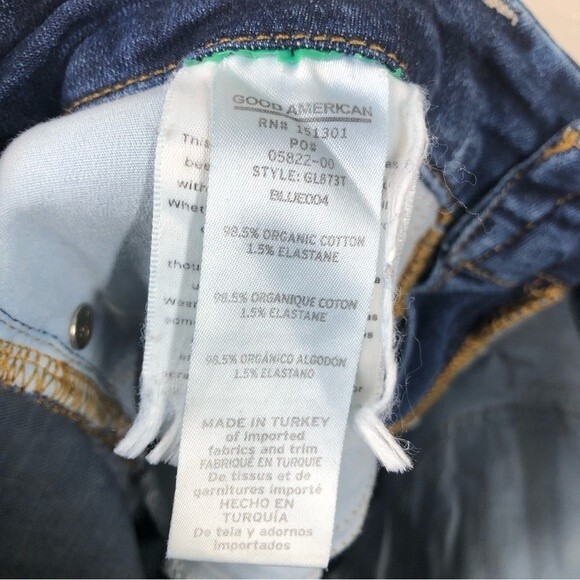 GOOD AMERICAN
RN# 151301
PO#
05822-00
STYLE: GL873T
BLUE004
98.5% ORGANIC COTTON
1.5% ELASTANE
98.5% ORGANIQUE COTON
1.5% ELASTANE
98.5% ORGÁNICO ALGODÓN
1.5% ELASTANO
MADE IN TURKEY
of imported
fabrics and trim
FABRIQUÉ EN TURQUIE
De tissus et de
garnitures importé
HECHO EN
TURQUÍA
De tela y adornos
importados